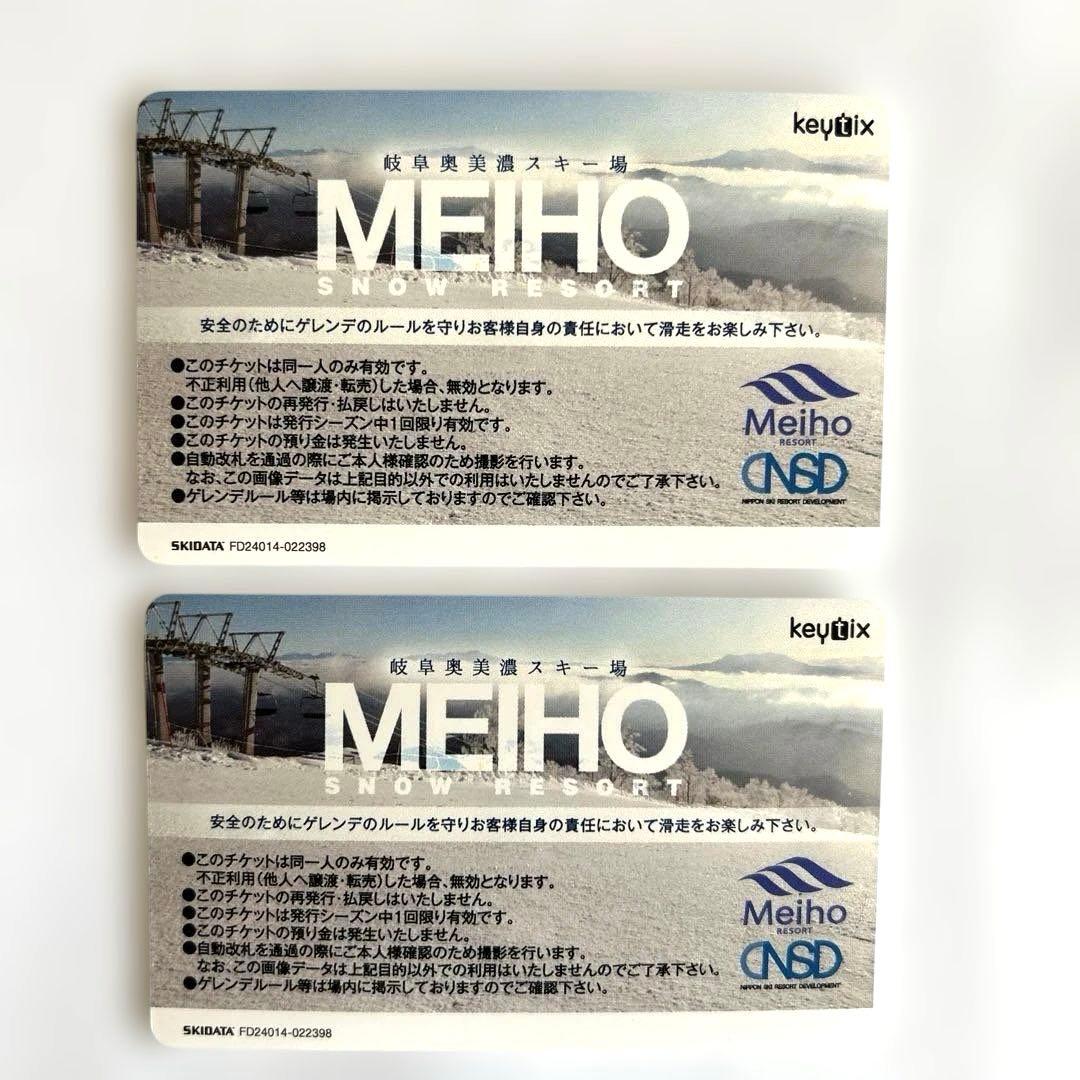 keytix
岐阜奥美濃スキー場
MEIHO
SNOW RESORT
安全のためにゲレンデのルールを守りお客様自身の責任において滑走をお楽しみ下さい。
●このチケットは同一人のみ有効です。
不正利用(他人へ譲渡・転売)した場合、無効となります。
●このチケットの再発行・払戻しはいたしません。
●このチケットは発行シーズン中1回限り有効です。
●このチケットの預り金は発生いたしません。
●自動改札を通過の際にご本人様確認のため撮影を行います。
なお、この画像データは上記目的以外での利用はいたしませんのでご了承下さい。
●ゲレンデルール等は場内に掲示しておりますのでご確認下さい。
Meiho
RESORT
NSD
NIPPON SKI RESORT DEVELOPMENT
SKIDATA FD24014-022398
keytix
岐阜奥美濃スキー場
MEIHO
SNOW RESORT
安全のためにゲレンデのルールを守りお客様自身の責任において滑走をお楽しみ下さい。
●このチケットは同一人のみ有効です。
不正利用(他人へ譲渡・転売)した場合、無効となります。
●このチケットの再発行・払戻しはいたしません。
●このチケットは発行シーズン中1回限り有効です。
●このチケットの預り金は発生いたしません。
●自動改札を通過の際にご本人様確認のため撮影を行います。
なお、この画像データは上記目的以外での利用はいたしませんのでご了承下さい。
●ゲレンデルール等は場内に掲示しておりますのでご確認下さい。
Meiho
RESORT
NSD
NIPPON SKI RESORT DEVELOPMENT
SKIDATA FD24014-022398